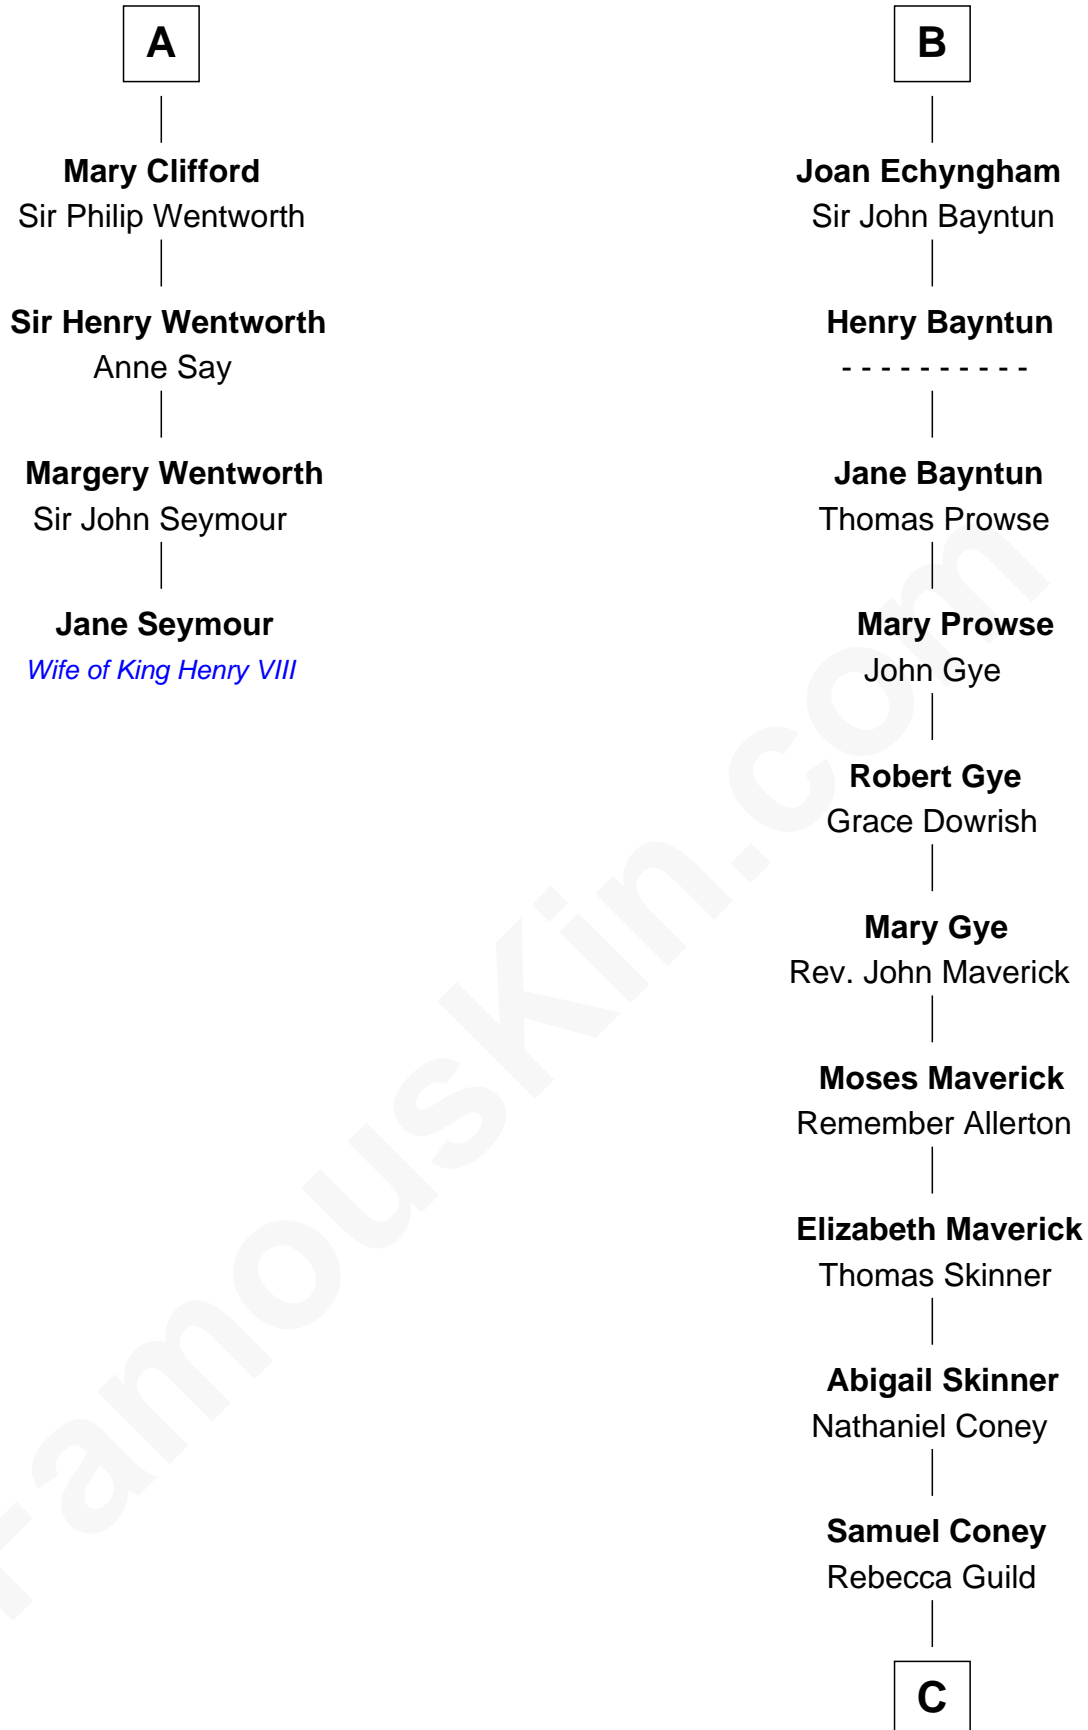 A
Mary Clifford
Sir Philip Wentworth
Sir Henry Wentworth
Anne Say
Margery Wentworth
Sir John Seymour
Jane Seymour
Wife of King Henry VIII
B
Joan Echyngham
Sir John Bayntun
Henry Bayntun
- - - - - - - - - -
Jane Bayntun
Thomas Prowse
Mary Prowse
John Gye
Robert Gye
Grace Dowrish
Mary Gye
Rev. John Maverick
Moses Maverick
Remember Allerton
Elizabeth Maverick
Thomas Skinner
Abigail Skinner
Nathaniel Coney
Samuel Coney
Rebecca Guild
C
FamousKin.com